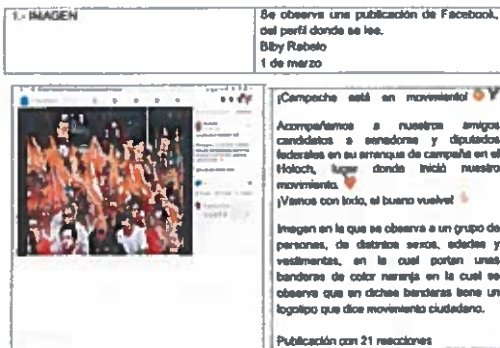 1.- IMAGEN
Se observa una publicación de Facebook,
del perfil donde se lee.
Biby Rabelo
1 de marzo
¡Campeche está en movimiento!
Acompañamos a nuestros amigos
candidatos a senadores y diputados
federales en su arranque de campaña en el
Holoch, lugar donde inició nuestro
movimiento.
¡Vamos con todo, el bueno vuelve!
Imagen en la que se observa a un grupo de
personas, de distintos sexos, edades y
vestimentas, en la cual portan unas
banderas de color naranja en la cual se
observa que en dichas banderas tiene un
logotipo que dice movimiento ciudadano.
Publicación con 21 reacciones